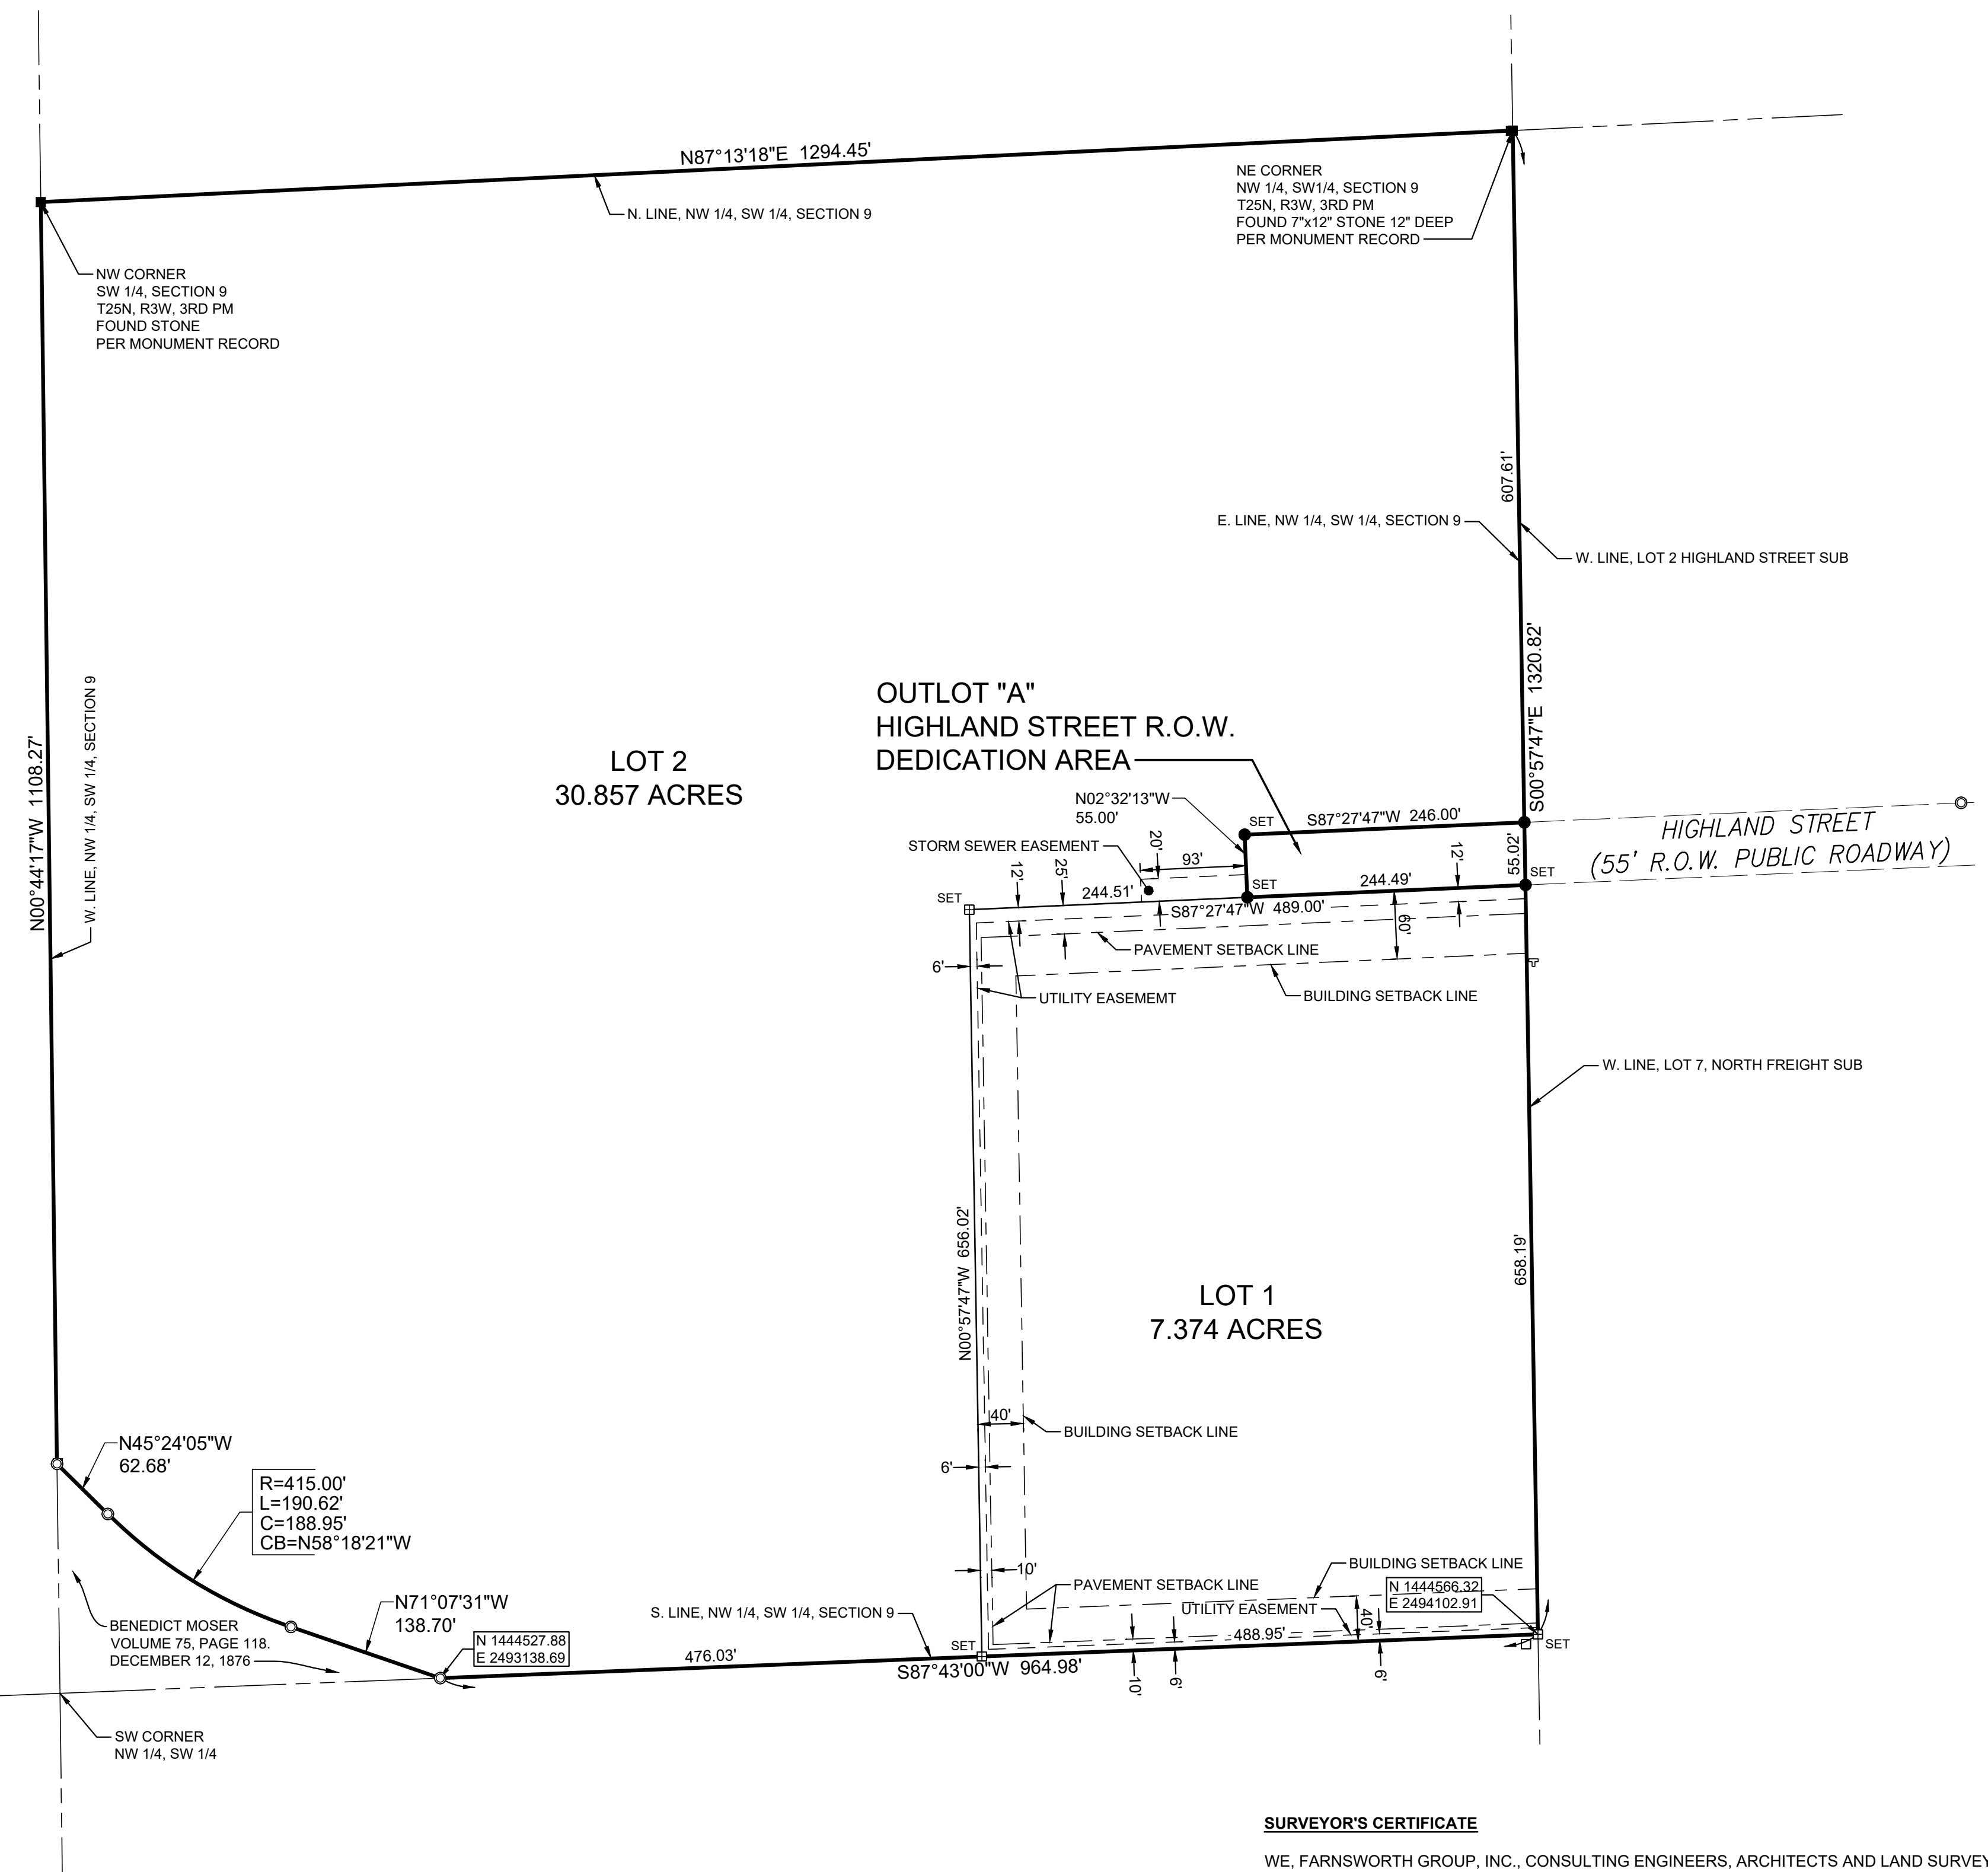 N87°13'18"E 1294.45'
N. LINE, NW 1/4, SW 1/4, SECTION 9
NE CORNER
NW 1/4, SW1/4, SECTION 9
T25N, R3W, 3RD PM
FOUND 7"x12" STONE 12" DEEP
PER MONUMENT RECORD
NW CORNER
SW 1/4, SECTION 9
T25N, R3W, 3RD PM
FOUND STONE
PER MONUMENT RECORD
607.61'
E. LINE, NW 1/4, SW 1/4, SECTION 9
W. LINE, LOT 2 HIGHLAND STREET SUB
S00°57'47"E 1320.82'
N00°44'17"W 1108.27'
W. LINE, NW 1/4, SW 1/4, SECTION 9
OUTLOT "A"
HIGHLAND STREET R.O.W.
DEDICATION AREA
LOT 2
30.857 ACRES
N02°32'13"W
55.00'
SET
S87°27'47"W 246.00'
HIGHLAND STREET
(55' R.O.W. PUBLIC ROADWAY)
STORM SEWER EASEMENT
20'
93'
12'
25'
12'
55.02'
SET
SET
244.51'
SET
244.49'
S87°27'47"W 489.00'
60'
PAVEMENT SETBACK LINE
6'
UTILITY EASEMEMT
BUILDING SETBACK LINE
W. LINE, LOT 7, NORTH FREIGHT SUB
N00°57'47"W 656.02'
658.19'
LOT 1
7.374 ACRES
40'
BUILDING SETBACK LINE
6'
N45°24'05"W
62.68'
R=415.00'
L=190.62'
C=188.95'
CB=N58°18'21"W
10'
BUILDING SETBACK LINE
PAVEMENT SETBACK LINE
N 1444566.32
E 2494102.91
N71°07'31"W
138.70'
S. LINE, NW 1/4, SW 1/4, SECTION 9
UTILITY EASEMENT
40'
BENEDICT MOSER
VOLUME 75, PAGE 118.
DECEMBER 12, 1876
N 1444527.88
E 2493138.69
476.03'
SET
488.95'
SET
S87°43'00"W 964.98'
10'
6'
6'
SW CORNER
NW 1/4, SW 1/4
SURVEYOR'S CERTIFICATE
WE, FARNSWORTH GROUP, INC., CONSULTING ENGINEERS, ARCHITECTS AND LAND SURVEY